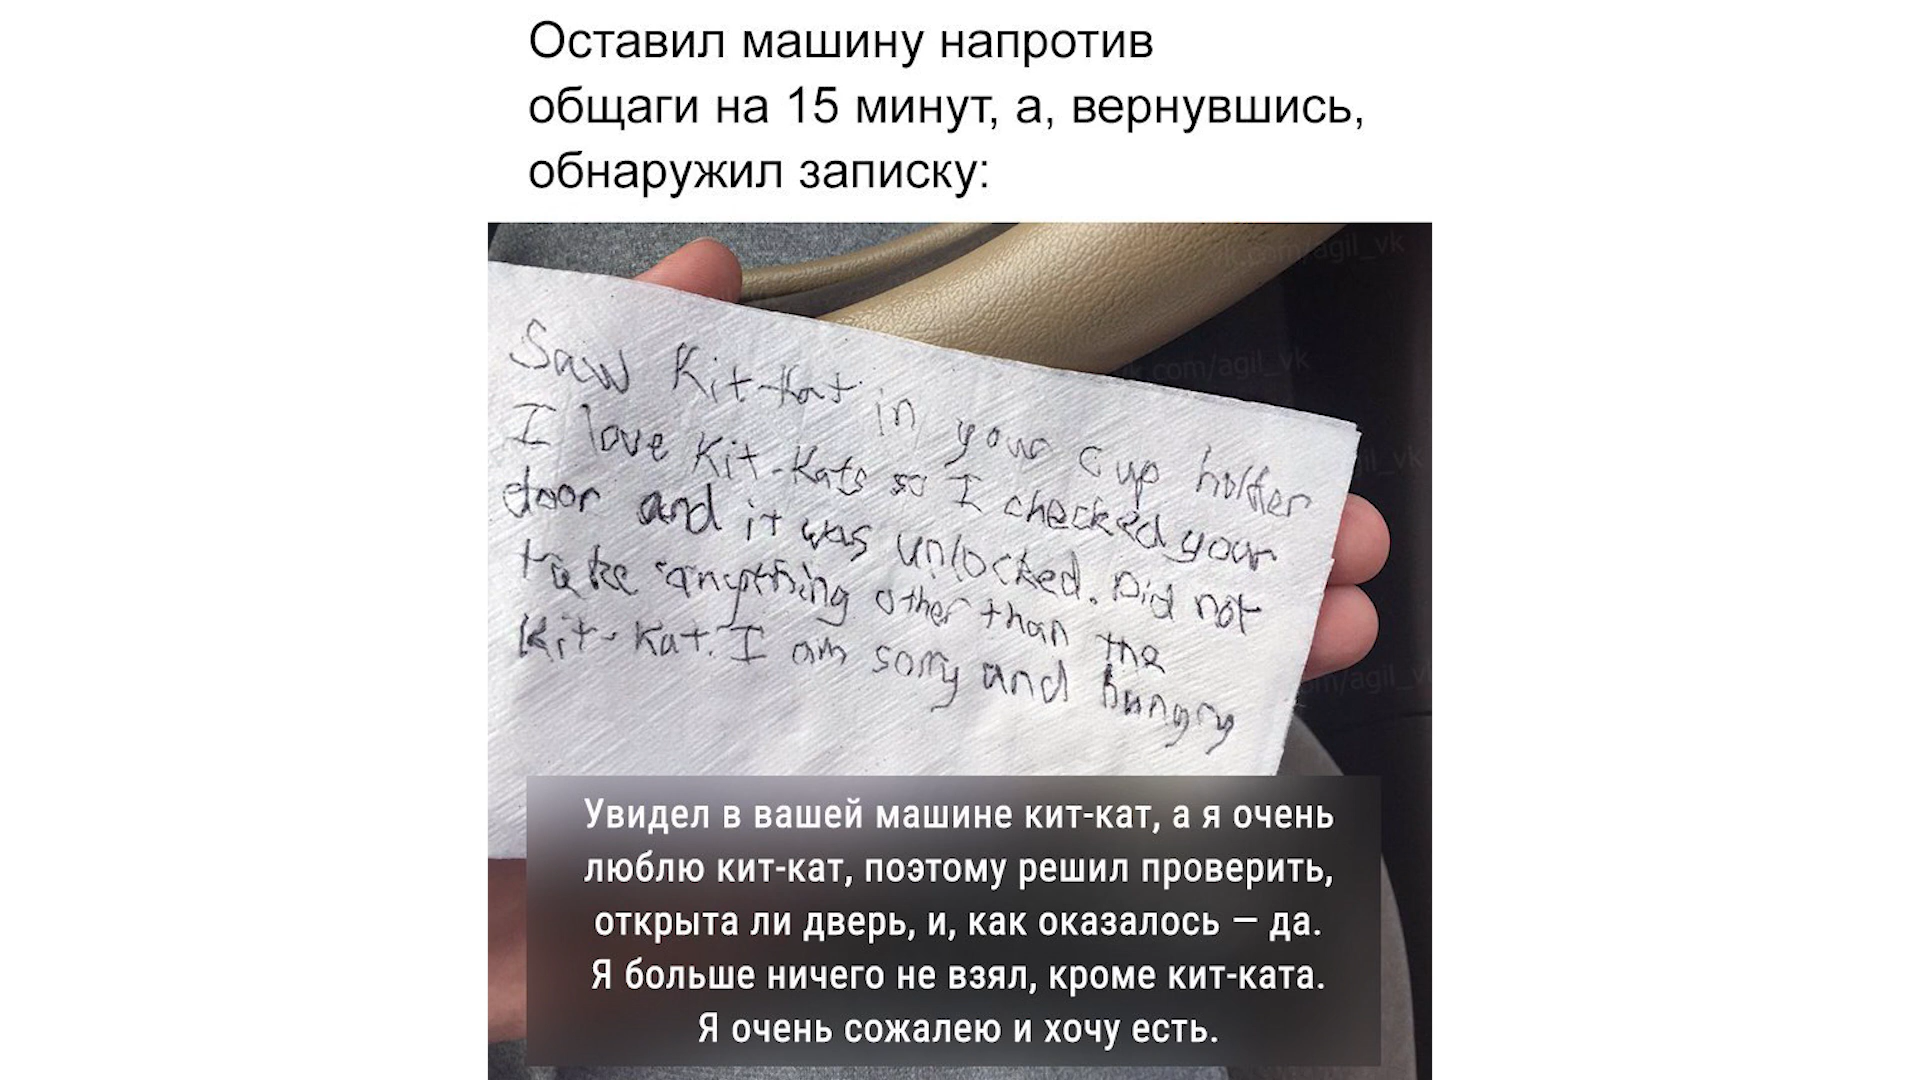 Оставил машину напротив
общаги на 15 минут, а, вернувшись,
обнаружил записку:
Saw Kit-Kat in your cup holder
I love Kit-Kats so I checked your
door and it was unlocked. Did not
take anything other than the
Kit-Kat. I am sorry and hungry
Увидел в вашей машине кит-кат, а я очень
люблю кит-кат, поэтому решил проверить,
открыта ли дверь, и, как оказалось — да.
Я больше ничего не взял, кроме кит-ката.
Я очень сожалею и хочу есть.
vk.com/agil_vk